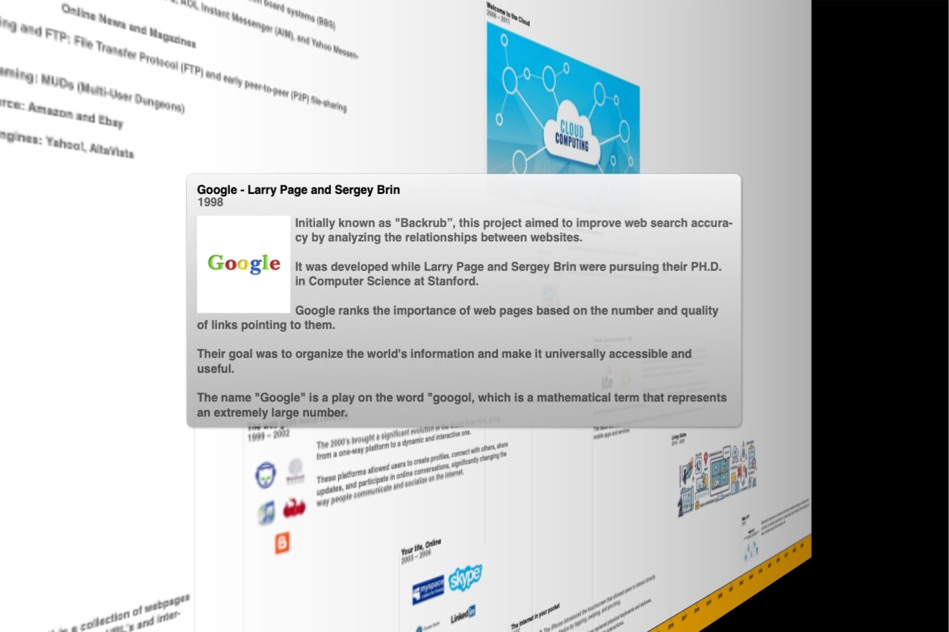 board systems (BBS)
AOL Instant Messenger (AIM), and Yahoo Messen-
Online News and Magazines
ing and FTP: File Transfer Protocol (FTP) and early peer-to-peer (P2P) file-sharing
aming: MUDs (Multi-User Dungeons)
rce: Amazon and Ebay
ngines: Yahoo!, AltaVista
Welcome to the Cloud
CLOUD
COMPUTING
Google - Larry Page and Sergey Brin
1998
Google
Initially known as "Backrub", this project aimed to improve web search accura-
cy by analyzing the relationships between websites.
It was developed while Larry Page and Sergey Brin were pursuing their PH.D.
in Computer Science at Stanford.
Google ranks the importance of web pages based on the number and quality
of links pointing to them.
Their goal was to organize the world's information and make it universally accessible and
useful.
The name "Google" is a play on the word "googol, which is a mathematical term that represents
an extremely large number.
1999 – 2002
The 2000's brought a significant evolution
from a one-way platform to a dynamic and interactive one.
These platforms allowed users to create profiles, connect with others, share
updates, and participate in online conversations, significantly changing the
way people communicate and socialize on the internet.
Your life, Online
2003 – 2006
myspace
skype
LinkedIn
The internet in your pocket
is a collection of webpages
URL's and inter-